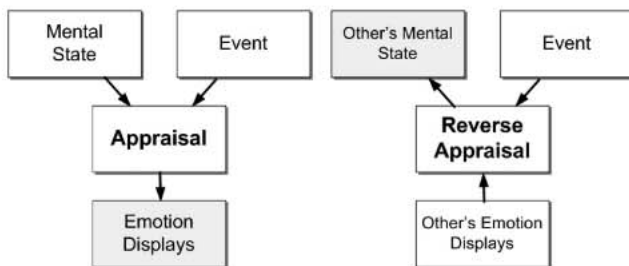 Mental
State
Event
Appraisal
Emotion
Displays
Other's Mental
State
Event
Reverse
Appraisal
Other's Emotion
Displays